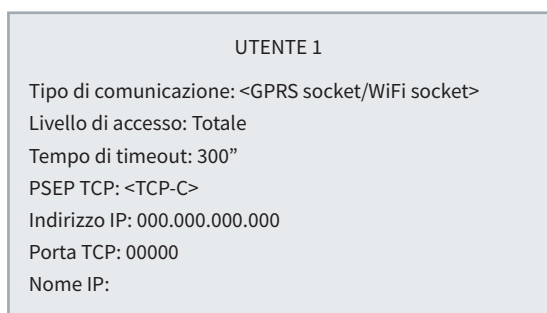 UTENTE 1
Tipo di comunicazione: <GPRS socket/WiFi socket>
Livello di accesso: Totale
Tempo di timeout: 300”
PSEP TCP: <TCP-C>
Indirizzo IP: 000.000.000.000
Porta TCP: 00000
Nome IP: